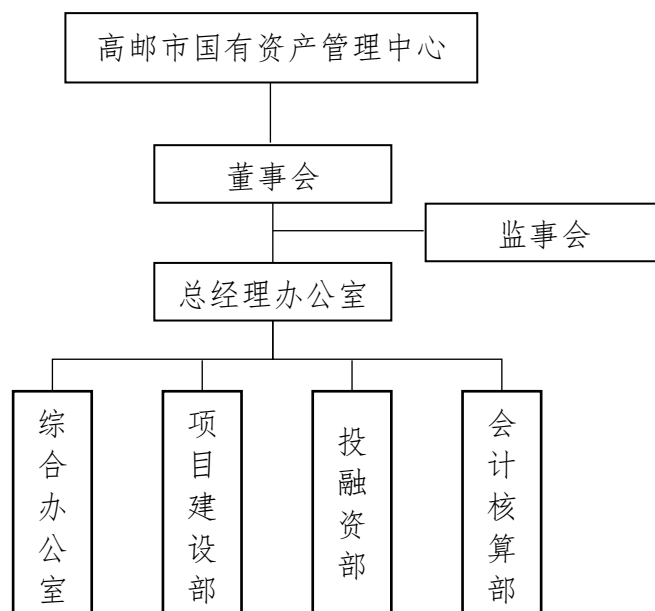 高邮市国有资产管理中心
董事会
监事会
总经理办公室
综合办公室
项目建设部
投融资部
会计核算部